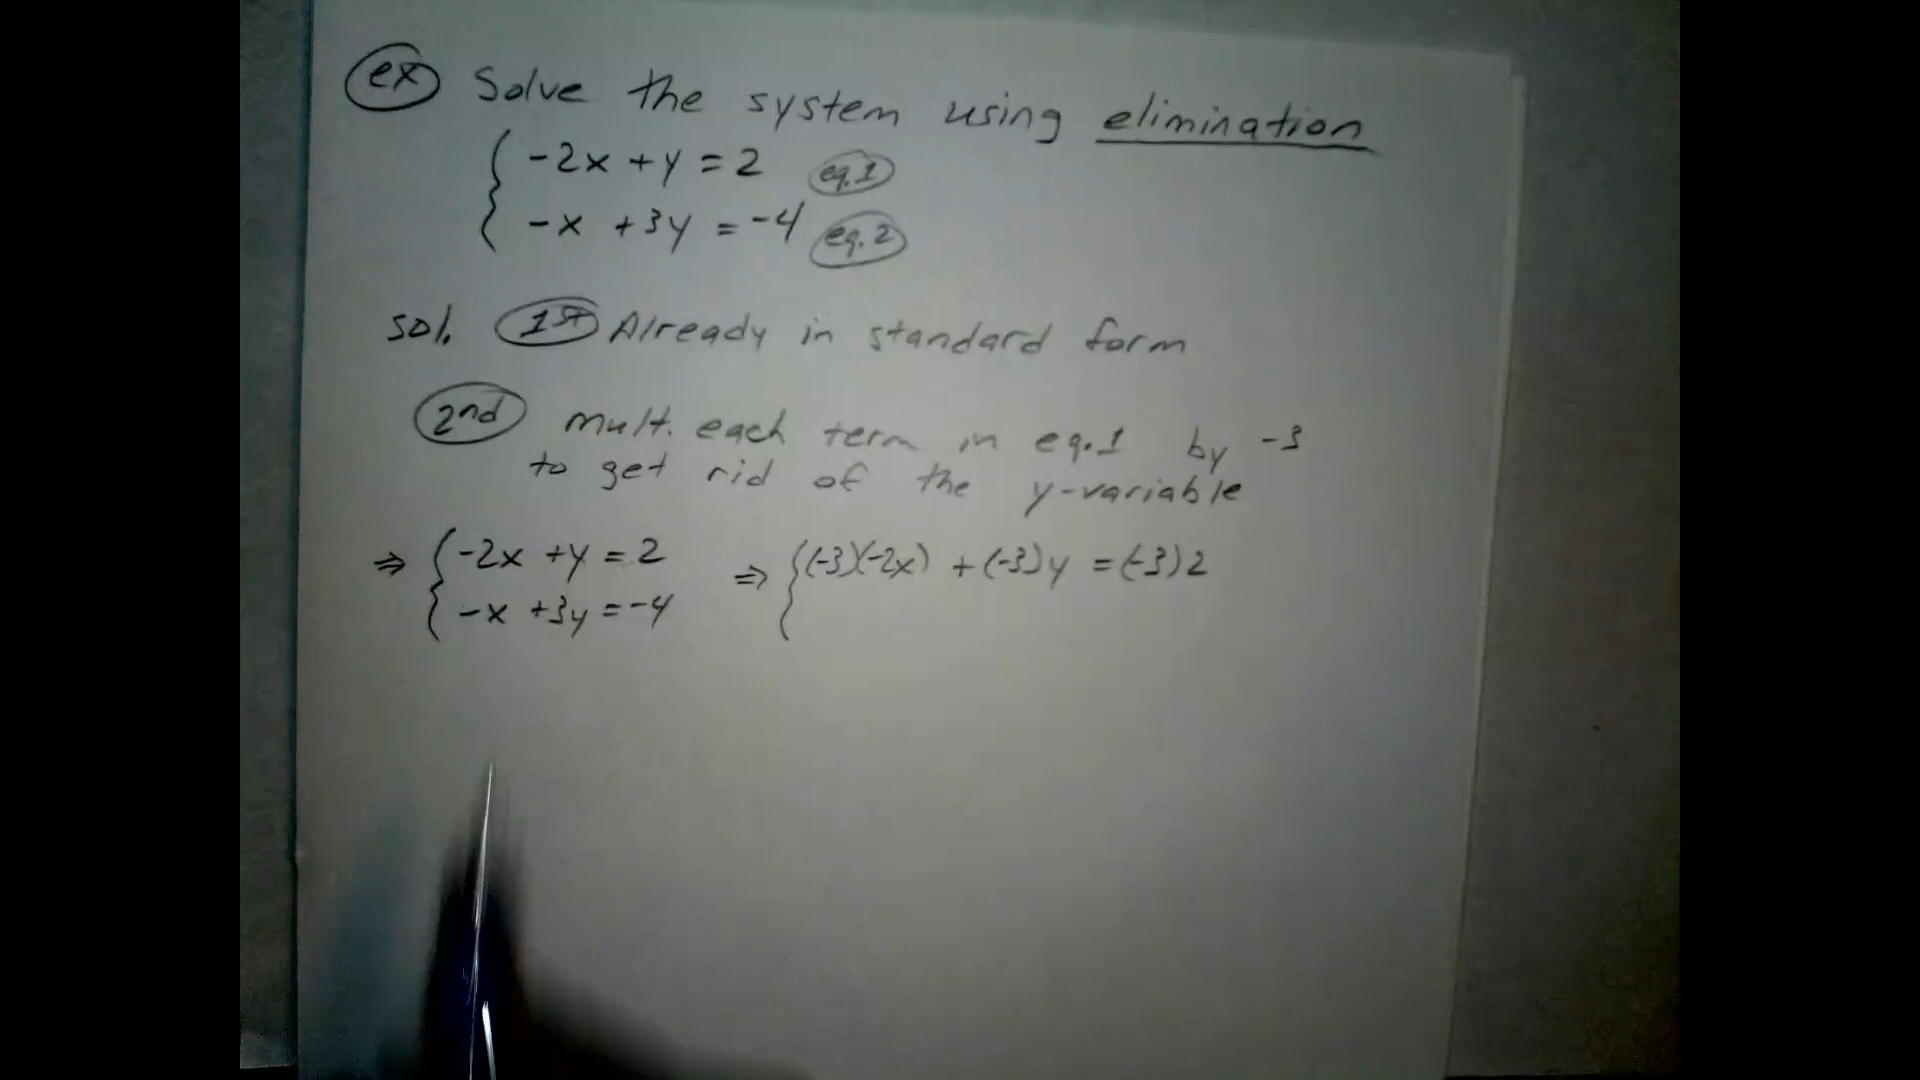 ex Solve the system using elimination
-2x + y = 2 eq.1
-x + 3y = -4 eq.2
sol. 1st Already in standard form
2nd mult. each term in eq.1 by -3
to get rid of the y-variable
⇒ { -2x + y = 2 ⇒ { (-3)(-2x) + (-3)y = (-3)2
-x + 3y = -4